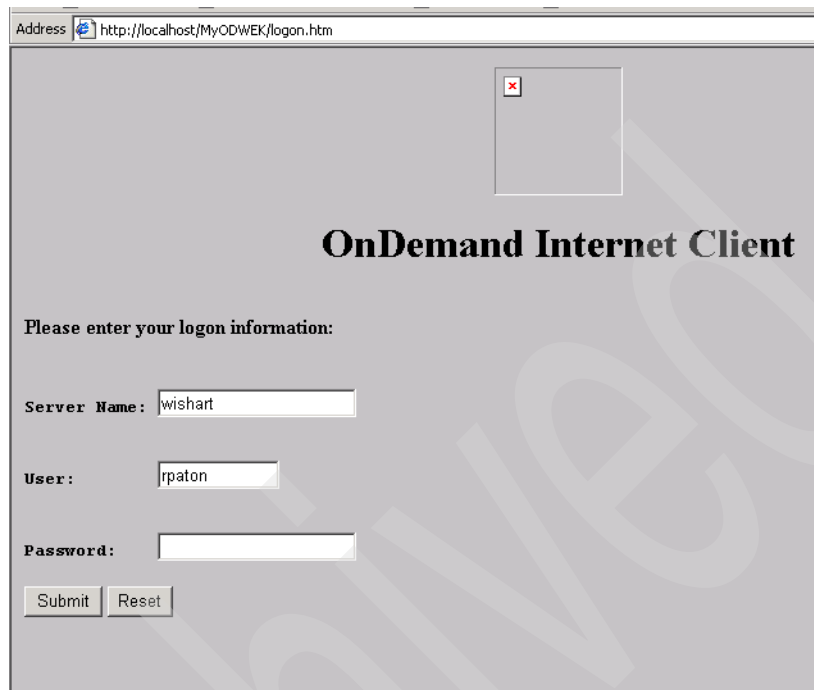 Address http://localhost/MyODWEK/logon.htm
OnDemand Internet Client
Please enter your logon information:
Server Name: wishart
User: rpaton
Password:
Submit Reset
hived